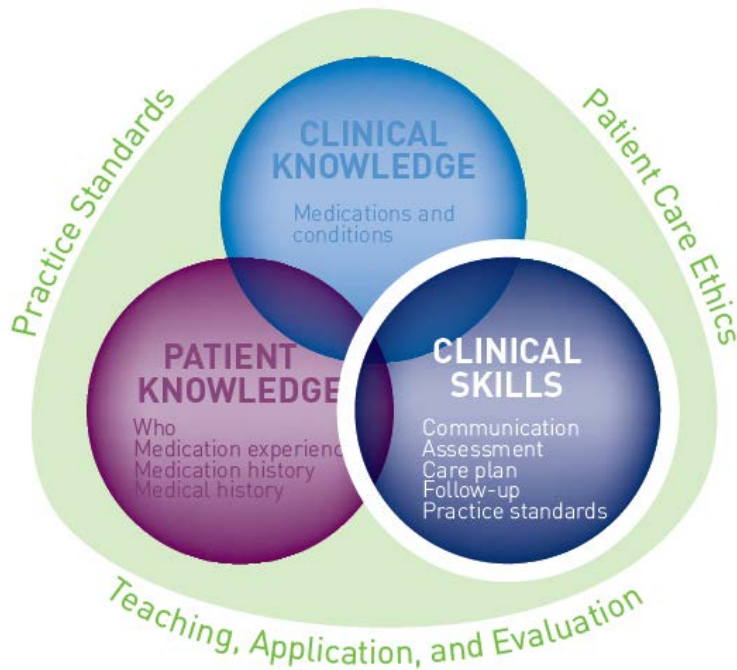 Practice Standards
Patient Care Ethics
CLINICAL
KNOWLEDGE
Medications and
conditions
PATIENT
KNOWLEDGE
Who
Medication experienc
Medication history
Medical history
CLINICAL
SKILLS
Communication
Assessment
Care plan
Follow-up
Practice standards
Teaching, Application, and Evaluation